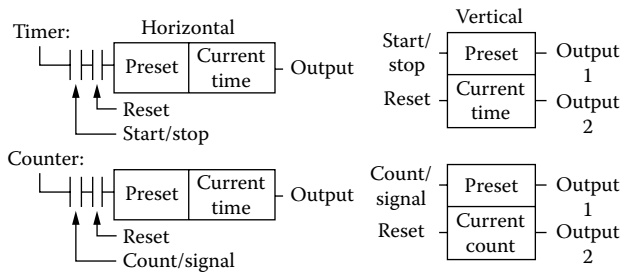 Timer:
Horizontal
Preset
Current
time
Output
Reset
Start/stop
Vertical
Start/
stop
Preset
Output
1
Reset
Current
time
Output
2
Counter:
Preset
Current
time
Output
Reset
Count/signal
Count/
signal
Preset
Output
1
Reset
Current
count
Output
2